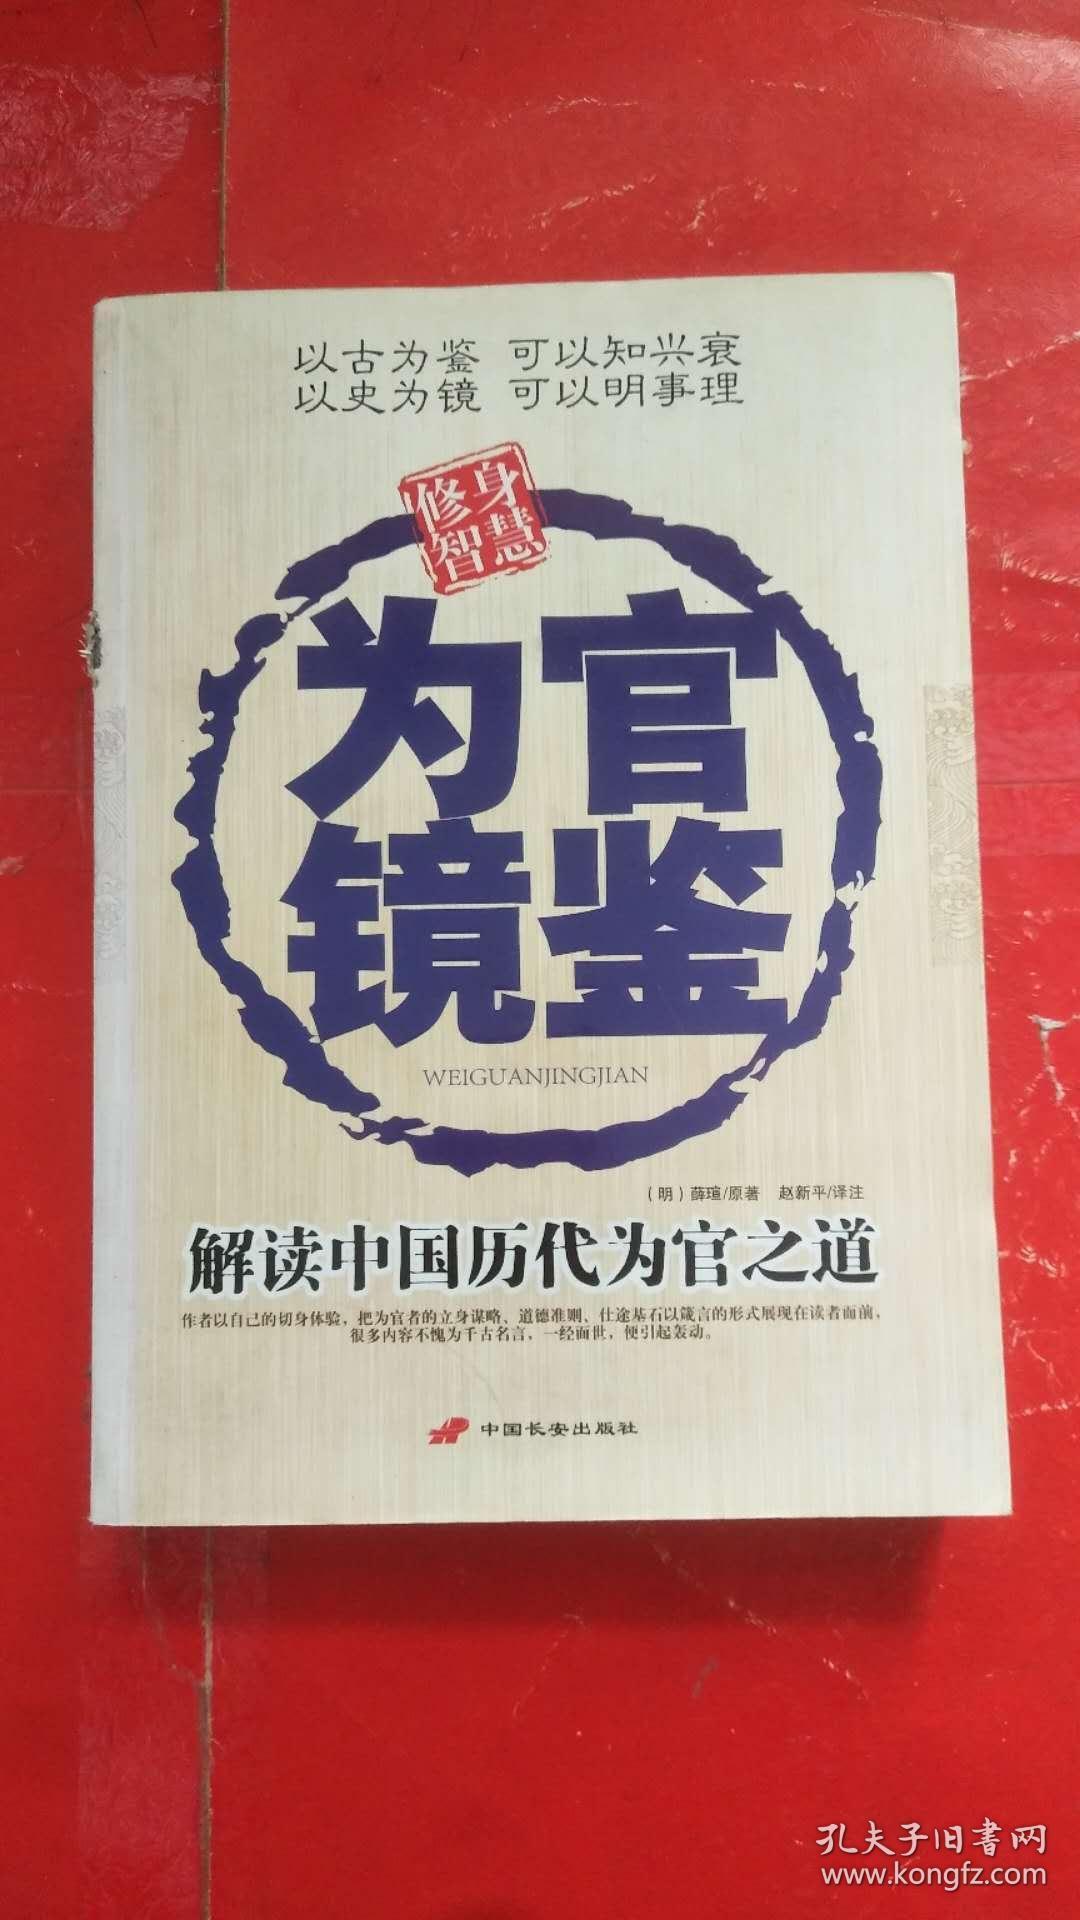 以古为鉴 可以知兴衰
以史为镜 可以明事理
修身
智慧
为官
镜鉴
WEIGUANJINGJIAN
（明）薛瑄/原著 赵新平/译注
解读中国历代为官之道
作者以自己的切身体验，把为官者的立身谋略、道德准则、仕途基石以箴言的形式展现在读者面前，
很多内容不愧为千古名言，一经面世，便引起轰动。
中国长安出版社
孔夫子旧书网
www.kongfz.com